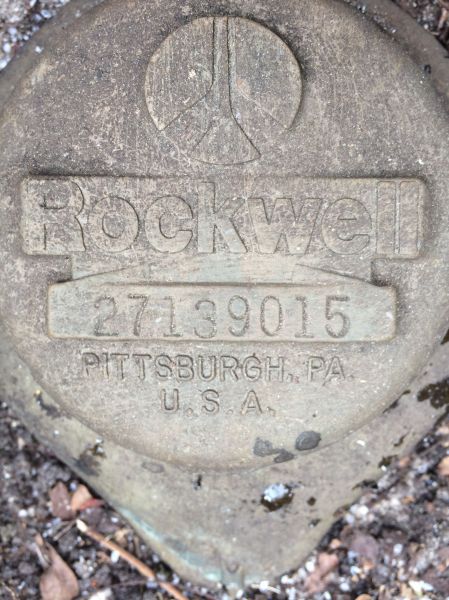 Rockwell
27139015
PITTSBURGH, PA.
U.S.A.